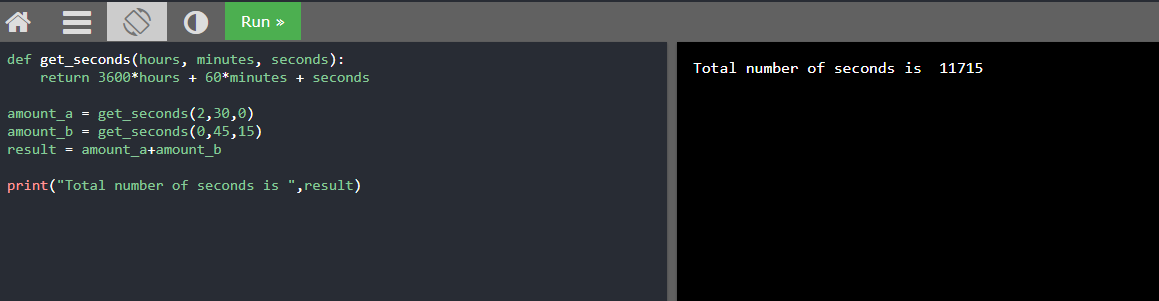 Run »
def get_seconds(hours, minutes, seconds):
    return 3600*hours + 60*minutes + seconds
amount_a = get_seconds(2,30,0)
amount_b = get_seconds(0,45,15)
result = amount_a+amount_b
print("Total number of seconds is ",result)
Total number of seconds is  11715